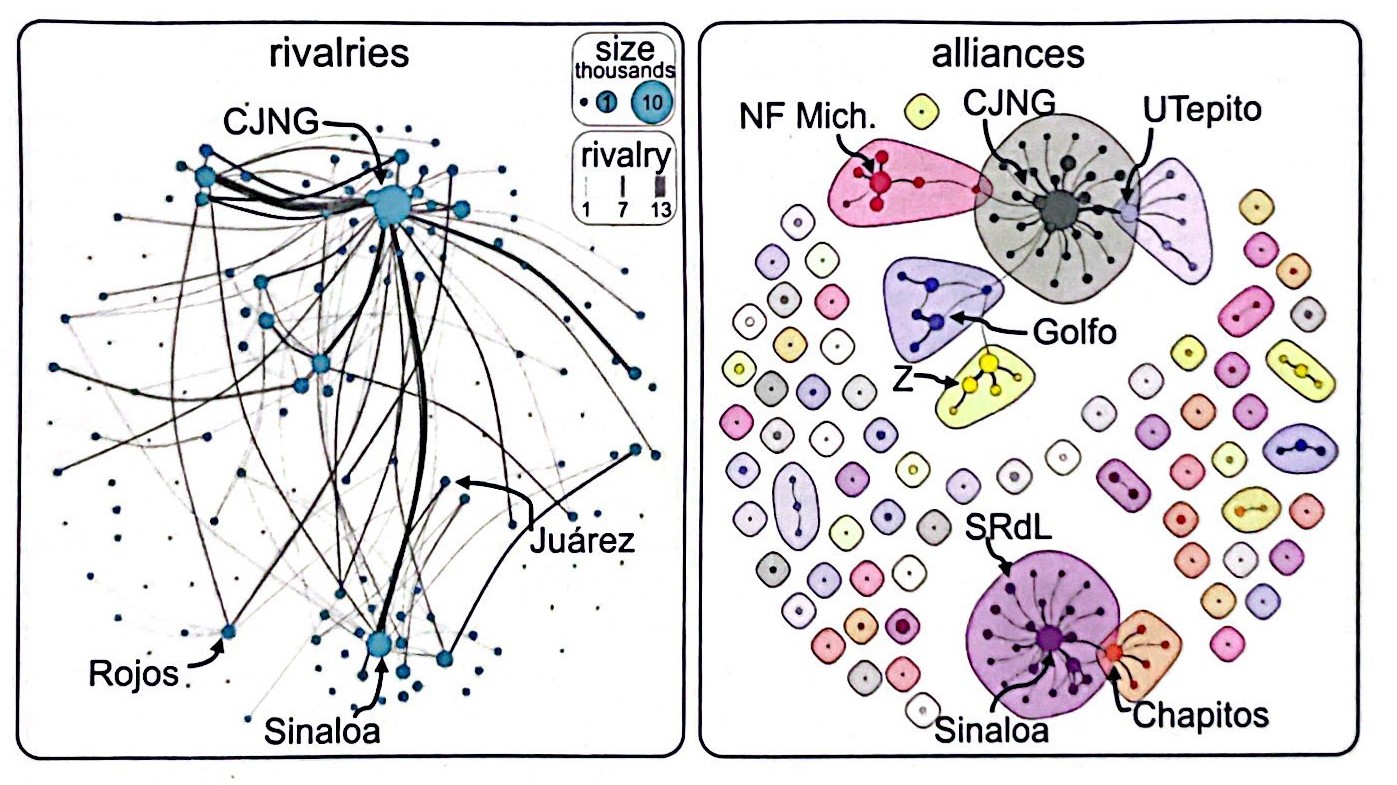 rivalries
size
thousands
1 10
rivalry
1 7 13
CJNG
Juárez
Rojos
Sinaloa
alliances
NF Mich.
CJNG
UTepito
Golfo
Z
SRdL
Sinaloa
Chapitos